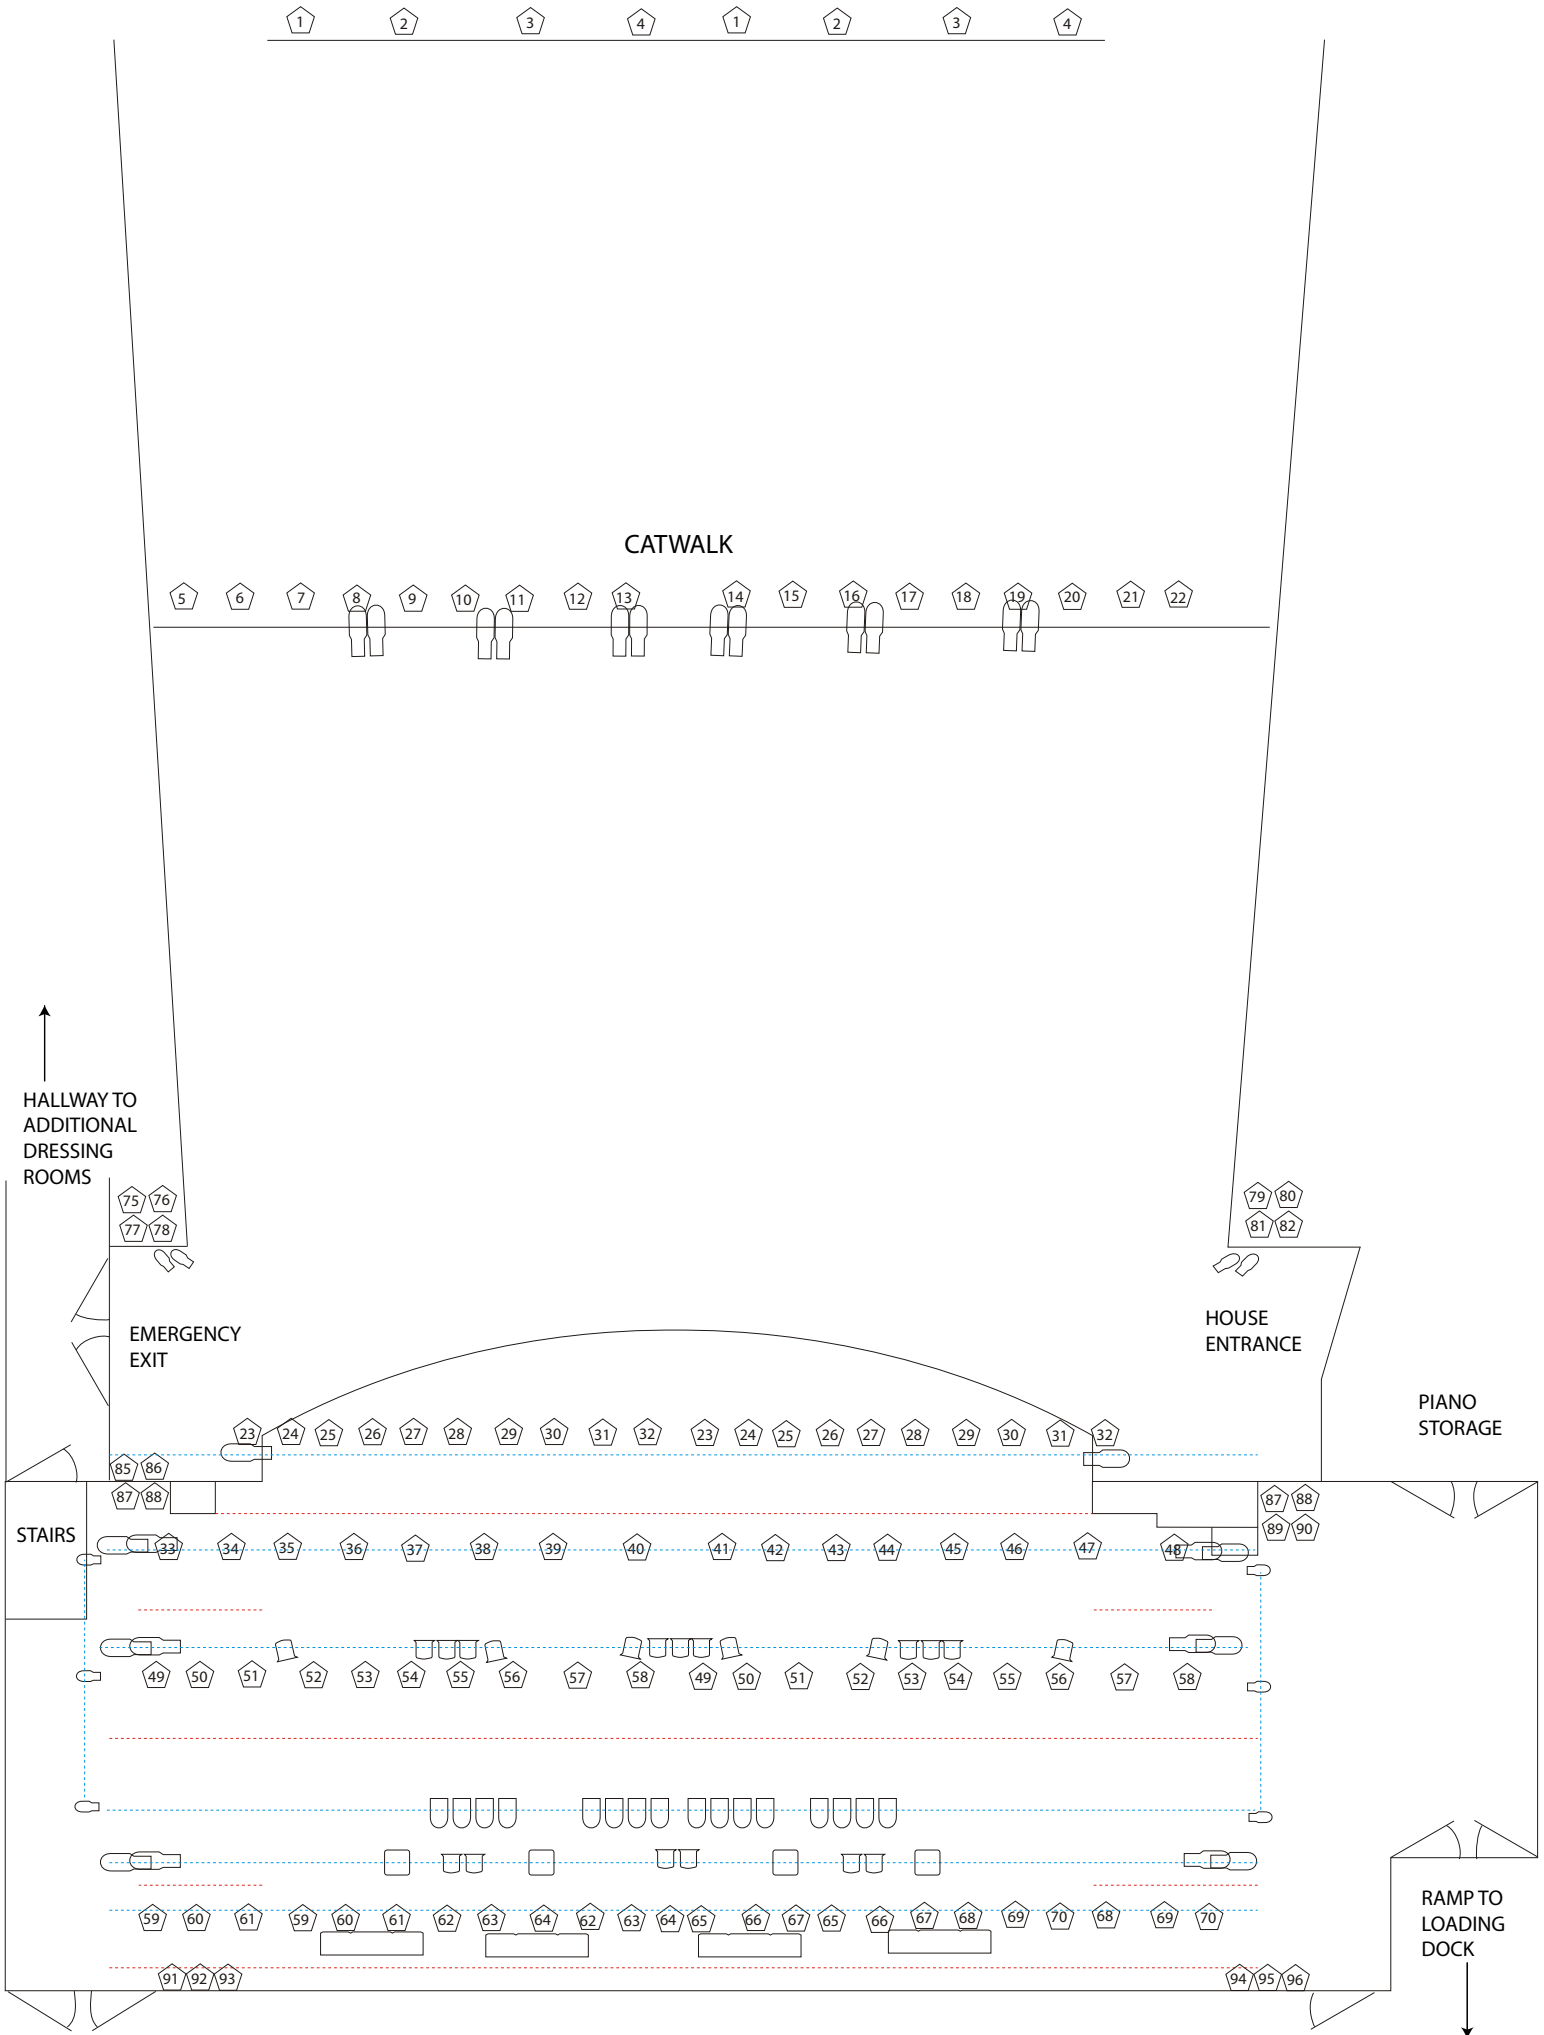 1 2 3 4 1 2 3 4
CATWALK
5 6 7 8 9 10 11 12 13 14 15 16 17 18 19 20 21 22
HALLWAY TO
ADDITIONAL
DRESSING
ROOMS
75 76
77 78
79 80
81 82
EMERGENCY
EXIT
HOUSE
ENTRANCE
PIANO
STORAGE
23 24 25 26 27 28 29 30 31 32 23 24 25 26 27 28 29 30 31 32
85 86
87 88
87 88
89 90
STAIRS
33 34 35 36 37 38 39 40 41 42 43 44 45 46 47 48
49 50 51 52 53 54 55 56 57 58 49 50 51 52 53 54 55 56 57 58
59 60 61 59 60 61 62 63 64 62 63 64 65 66 67 65 66 67 68 69 70 68 69 70
RAMP TO
LOADING
DOCK
91 92 93 94 95 96